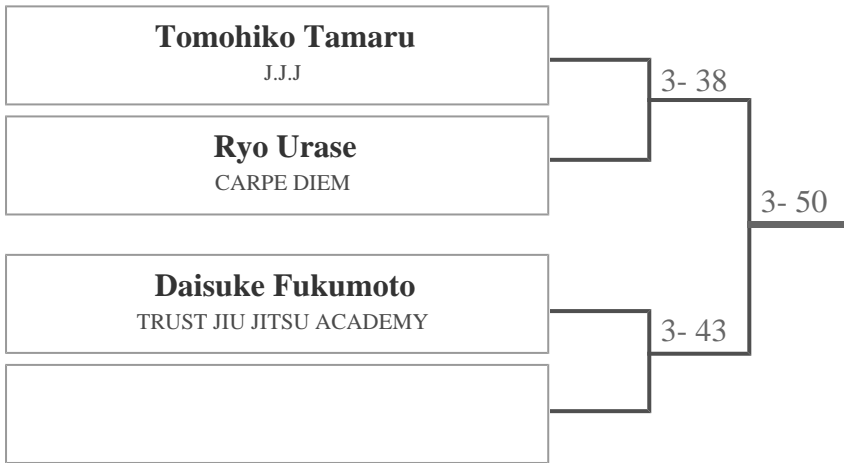 Tomohiko Tamaru
J.J.J
3- 38
Ryo Urase
CARPE DIEM
3- 50
Daisuke Fukumoto
TRUST JIU JITSU ACADEMY
3- 43